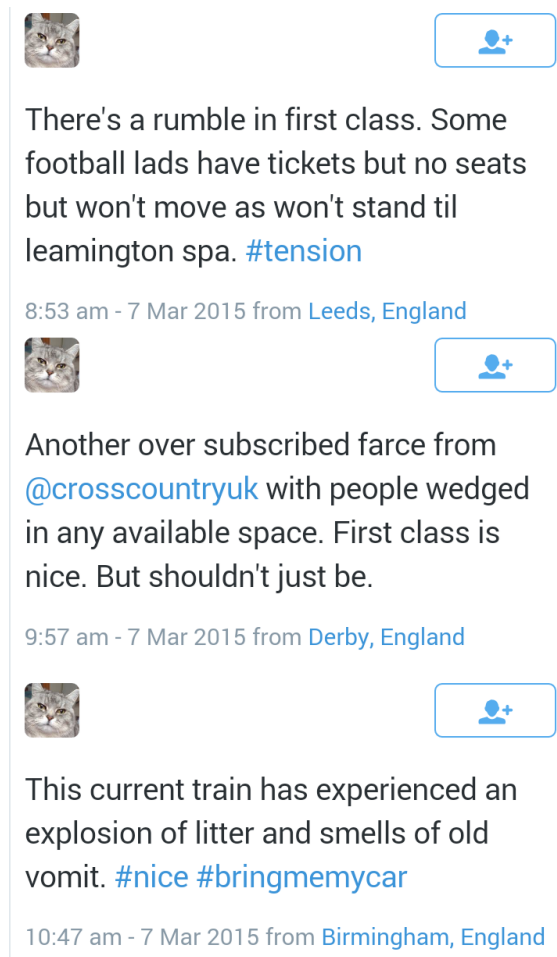 There's a rumble in first class. Some
football lads have tickets but no seats
but won't move as won't stand til
leamington spa. #tension
8:53 am - 7 Mar 2015 from Leeds, England
Another over subscribed farce from
@crosscountryuk with people wedged
in any available space. First class is
nice. But shouldn't just be.
9:57 am - 7 Mar 2015 from Derby, England
This current train has experienced an
explosion of litter and smells of old
vomit. #nice #bringmemycar
10:47 am - 7 Mar 2015 from Birmingham, England